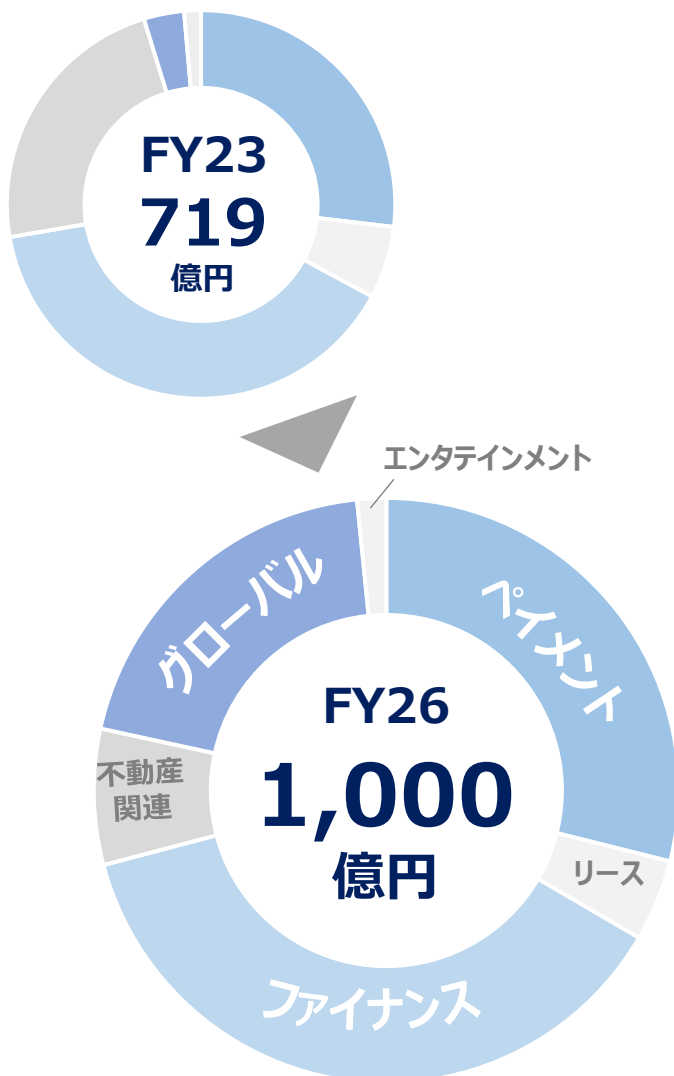 FY23
719
億円
エンタテインメント
グローバル
ペイメント
FY26
1,000
億円
不動産
関連
リース
ファイナンス